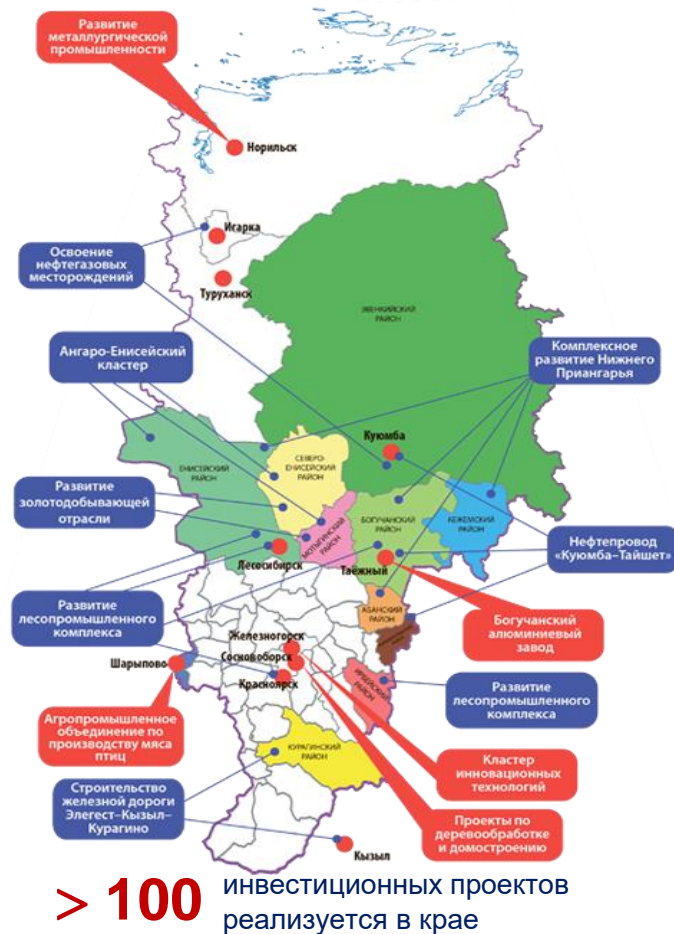 Развитие
металлургической
промышленности
Норильск
Игарка
Освоение
нефтегазовых
месторождений
Туруханск
ЭВЕНКИЙСКИЙ
РАЙОН
Ангаро-Енисейский
кластер
Комплексное
развитие Нижнего
Приангарья
Куюмба
ЕНИСЕЙСКИЙ
РАЙОН
СЕВЕРО-
ЕНИСЕЙСКИЙ
РАЙОН
Развитие
золотодобывающей
отрасли
МОТЫГИНСКИЙ
РАЙОН
БОГУЧАНСКИЙ
РАЙОН
КЕЖЕМСКИЙ
РАЙОН
Нефтепровод
«Куюмба–Тайшет»
Лесосибирск
Таёжный
Развитие
лесопромышленного
комплекса
АБАНСКИЙ
РАЙОН
Богучанский
алюминиевый
завод
Железногорск
Шарыпово
Сосновоборск
Красноярск
ИРБЕЙСКИЙ
РАЙОН
Развитие
лесопромышленного
комплекса
Агропромышленное
объединение по
производству мяса
птиц
КУРАГИНСКИЙ
РАЙОН
Кластер
инновационных
технологий
Строительство
железной дороги
Элегест–Кызыл–
Курагино
Проекты по
деревообработке
и домостроению
Кызыл
> 100 инвестиционных проектов
реализуется в крае